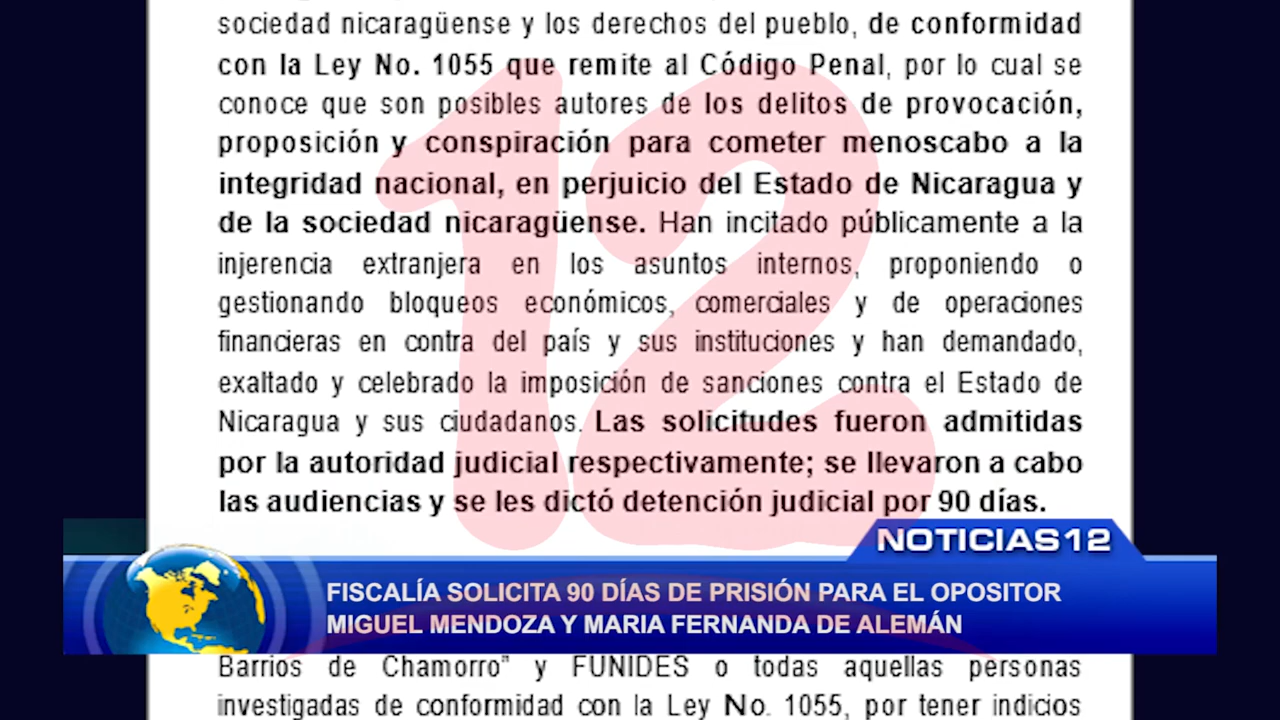 sociedad nicaragüense y los derechos del pueblo, de conformidad
con la Ley No. 1055 que remite al Código Penal, por lo cual se
conoce que son posibles autores de los delitos de provocación,
proposición y conspiración para cometer menoscabo a la
integridad nacional, en perjuicio del Estado de Nicaragua y
de la sociedad nicaragüense. Han incitado públicamente a la
injerencia extranjera en los asuntos internos, proponiendo o
gestionando bloqueos económicos, comerciales y de operaciones
financieras en contra del país y sus instituciones y han demandado,
exaltado y celebrado la imposición de sanciones contra el Estado de
Nicaragua y sus ciudadanos. Las solicitudes fueron admitidas
por la autoridad judicial respectivamente; se llevaron a cabo
las audiencias y se les dictó detención judicial por 90 días.
12
NOTICIAS12
FISCALÍA SOLICITA 90 DÍAS DE PRISIÓN PARA EL OPOSITOR
MIGUEL MENDOZA Y MARIA FERNANDA DE ALEMÁN
Barrios de Chamorro" y FUNIDES o todas aquellas personas
investigadas de conformidad con la Ley No. 1055, por tener indicios